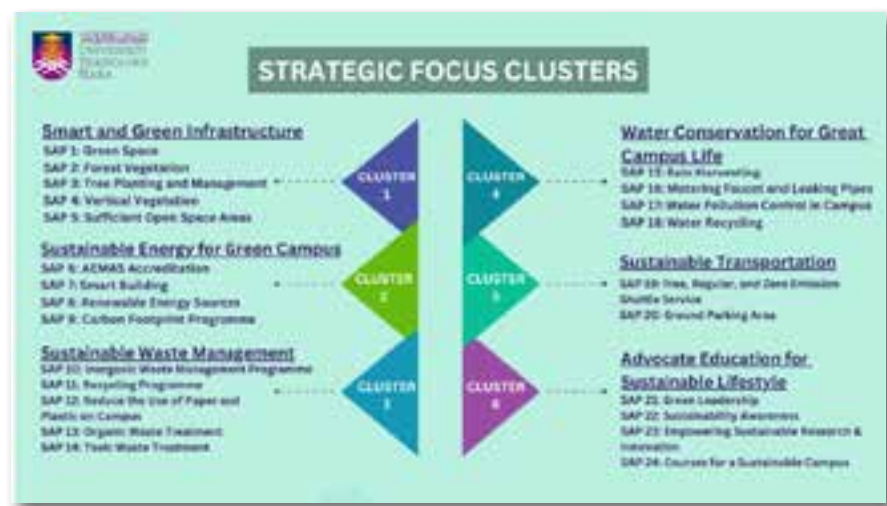 UNIVERSITI
TEKNOLOGI
MARA
STRATEGIC FOCUS CLUSTERS
Smart and Green Infrastructure
SAP 1: Green Space
SAP 2: Forest Vegetation
SAP 3: Tree Planting and Management
SAP 4: Vertical Vegetation
SAP 5: Sufficient Open Space Areas
CLUSTER
1
Sustainable Energy for Green Campus
SAP 6: AEMAS Accreditation
SAP 7: Smart Building
SAP 8: Renewable Energy Sources
SAP 9: Carbon Footprint Programme
CLUSTER
2
Sustainable Waste Management
SAP 10: Inorganic Waste Management Programme
SAP 11: Recycling Programme
SAP 12: Reduce the Use of Paper and
Plastic on Campus
SAP 13: Organic Waste Treatment
SAP 14: Toxic Waste Treatment
CLUSTER
3
CLUSTER
4
Water Conservation for Great
Campus Life
SAP 15: Rain Harvesting
SAP 16: Metering Faucet and Leaking Pipes
SAP 17: Water Pollution Control in Campus
SAP 18: Water Recycling
CLUSTER
5
Sustainable Transportation
SAP 19: Free, Regular, and Zero Emission
Shuttle Service
SAP 20: Ground Parking Area
CLUSTER
6
Advocate Education for
Sustainable Lifestyle
SAP 21: Green Leadership
SAP 22: Sustainability Awareness
SAP 23: Empowering Sustainable Research &
Innovation
SAP 24: Courses for a Sustainable Campus